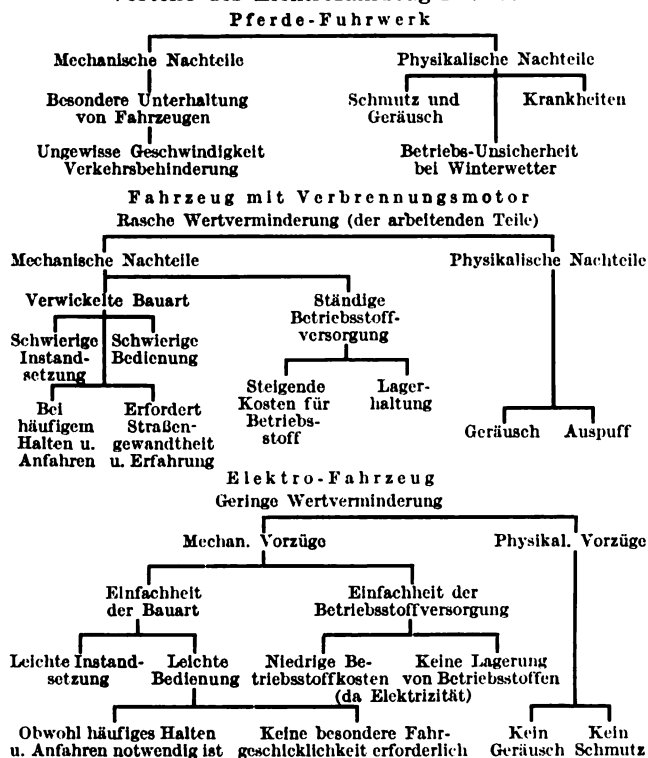 Pferde-Fuhrwerk
Mechanische Nachteile
Physikalische Nachteile
Besondere Unterhaltung
von Fahrzeugen
Ungewisse Geschwindigkeit
Verkehrsbehinderung
Schmutz und
Geräusch
Krankheiten
Betriebs-Unsicherheit
bei Winterwetter
Fahrzeug mit Verbrennungsmotor
Rasche Wertverminderung (der arbeitenden Teile)
Mechanische Nachteile
Physikalische Nachteile
Verwickelte Bauart
Schwierige
Instand-
setzung
Schwierige
Bedienung
Bei
häufigem
Halten u.
Anfahren
Erfordert
Straßen-
gewandtheit
u. Erfahrung
Ständige
Betriebsstoff-
versorgung
Steigende
Kosten für
Betriebs-
stoff
Lager-
haltung
Geräusch
Auspuff
Elektro-Fahrzeug
Geringe Wertverminderung
Mechan. Vorzüge
Physikal. Vorzüge
Einfachheit
der Bauart
Einfachheit der
Betriebsstoffversorgung
Leichte Instand-
setzung
Leichte
Bedienung
Niedrige Be-
triebsstoffkosten
(da Elektrizität)
Keine Lagerung
von Betriebsstoffen
Obwohl häufiges Halten
u. Anfahren notwendig ist
Keine besondere Fahr-
geschicklichkeit erforderlich
Kein
Geräusch
Kein
Schmutz